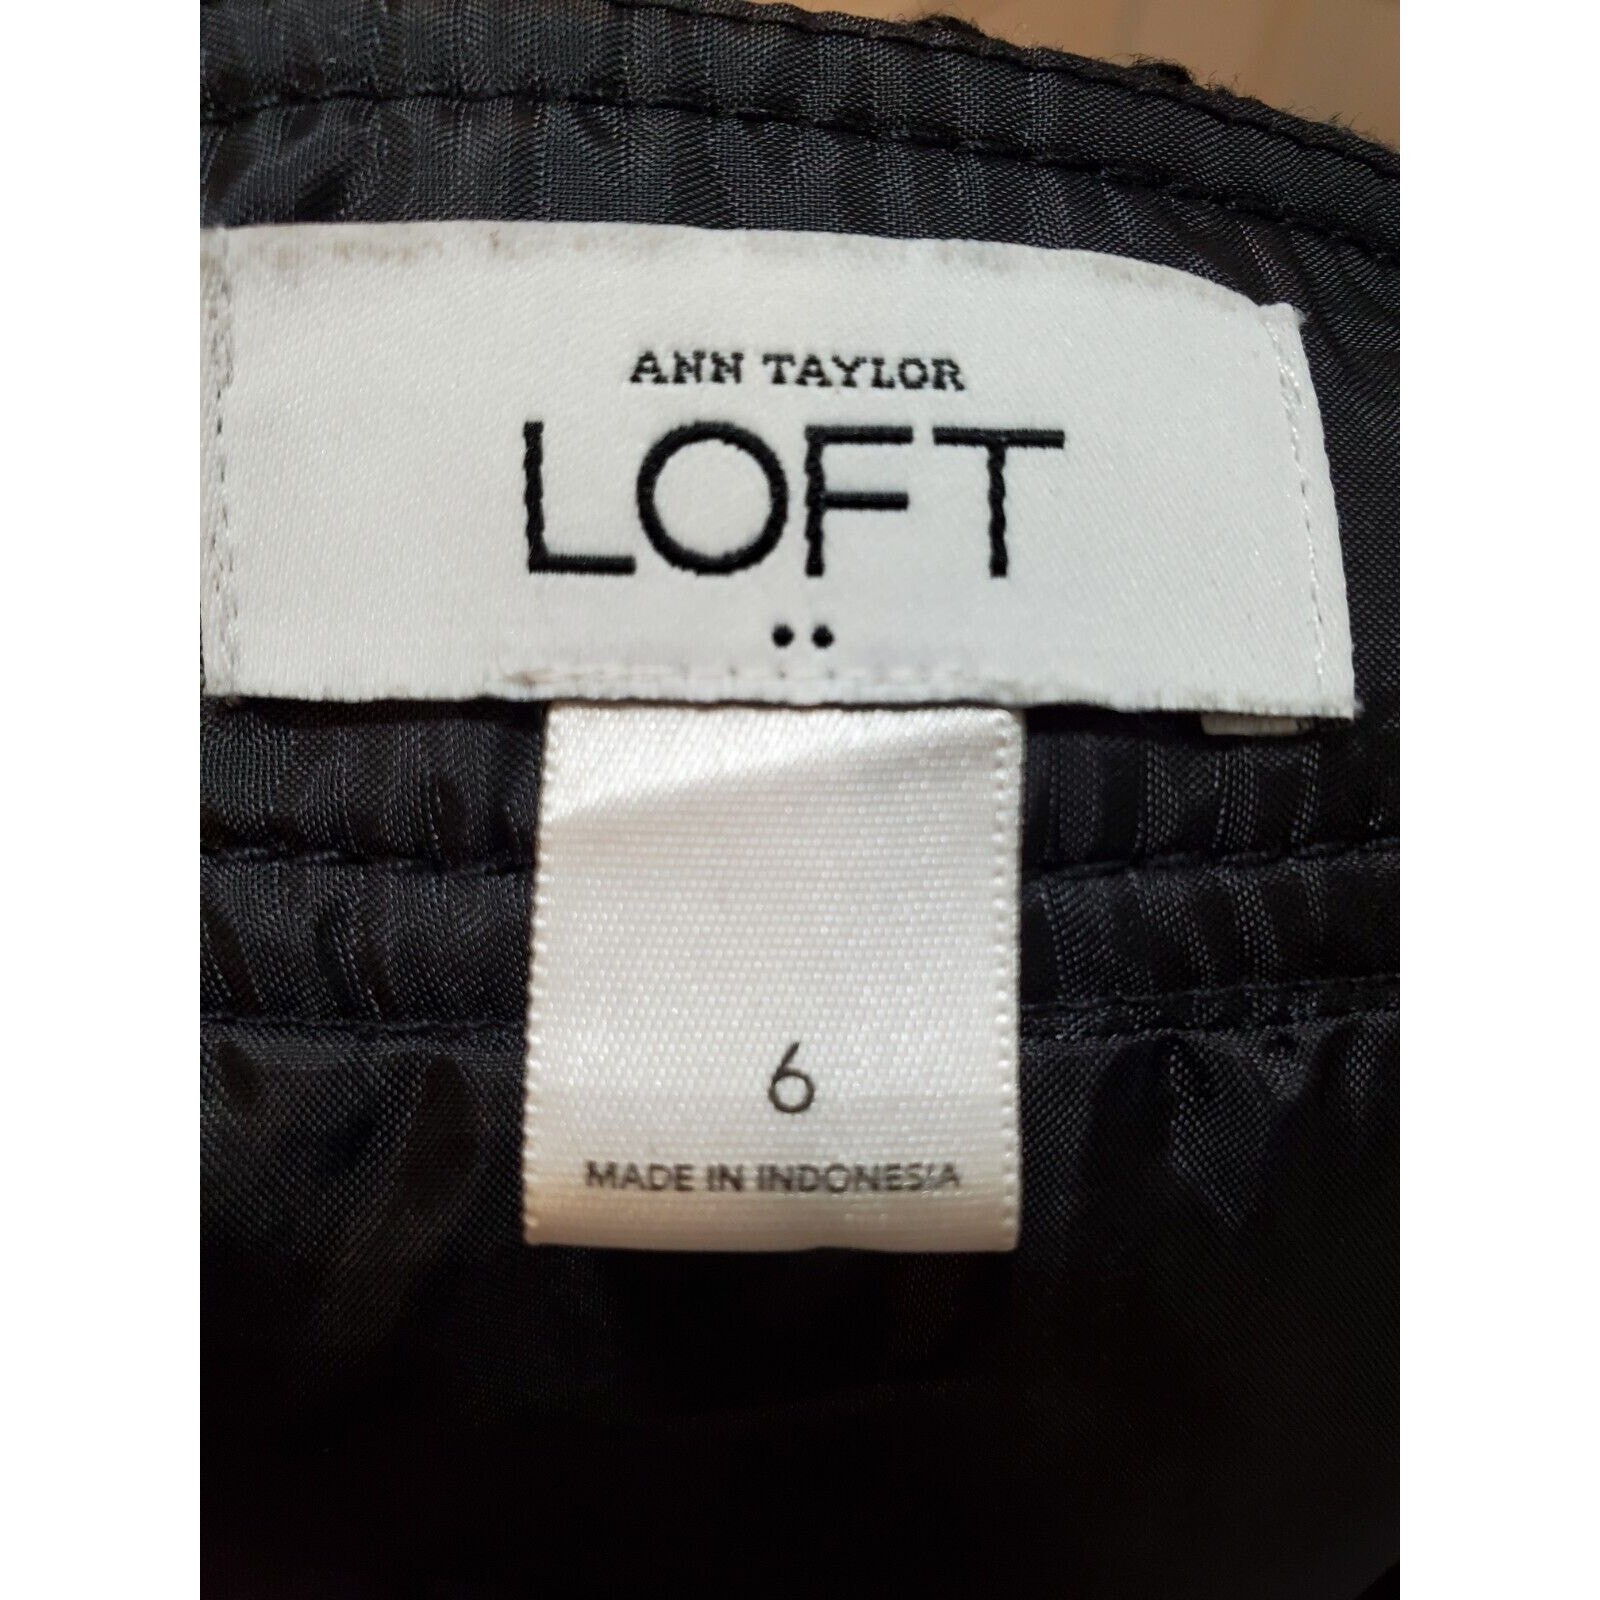 ANN TAYLOR
LOFT
6
MADE IN INDONESIA